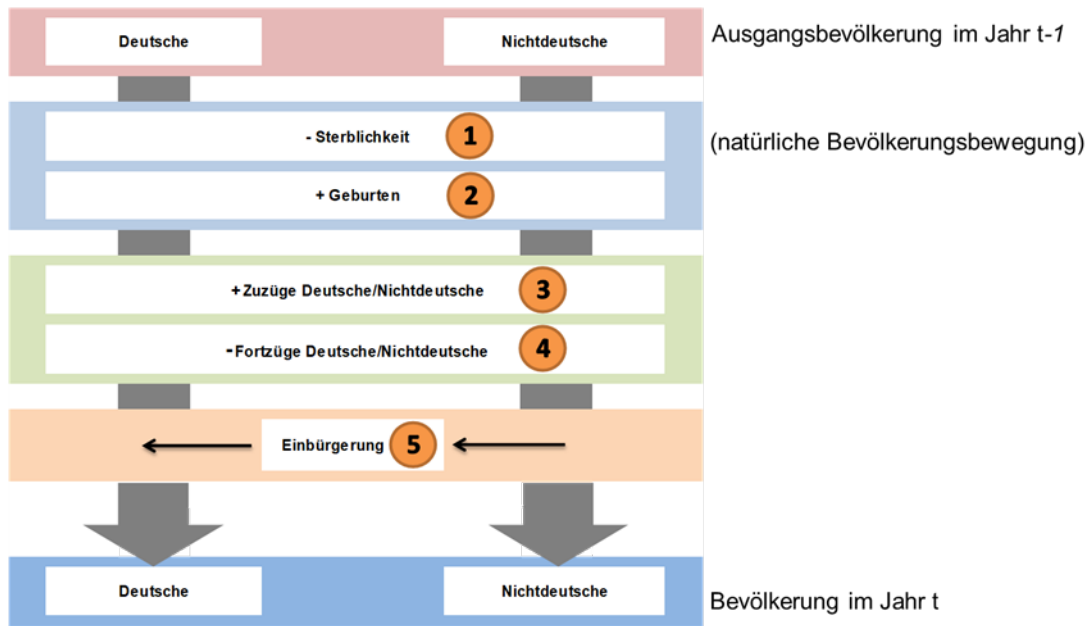 Deutsche
Nichtdeutsche
Ausgangsbevölkerung im Jahr t-1
- Sterblichkeit 1
(natürliche Bevölkerungsbewegung)
+ Geburten 2
+Zuzüge Deutsche/Nichtdeutsche 3
-Fortzüge Deutsche/Nichtdeutsche 4
Einbürgerung 5
Deutsche
Nichtdeutsche
Bevölkerung im Jahr t